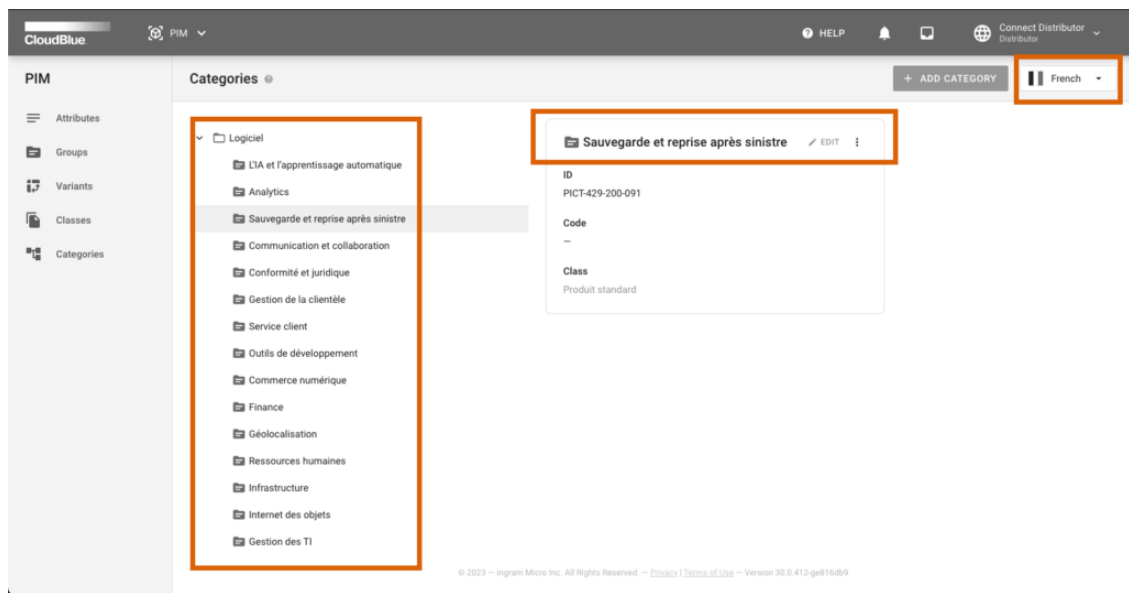 CloudBlue
PIM
HELP
Connect Distributor
Distributor
PIM
Categories
+ ADD CATEGORY
French
Attributes
Groups
Variants
Classes
Categories
Logiciel
L'IA et l'apprentissage automatique
Analytics
Sauvegarde et reprise après sinistre
Communication et collaboration
Conformité et juridique
Gestion de la clientèle
Service client
Outils de développement
Commerce numérique
Finance
Géolocalisation
Ressources humaines
Infrastructure
Internet des objets
Gestion des TI
Sauvegarde et reprise après sinistre
EDIT
ID
PICT-429-200-091
Code
—
Class
Produit standard
© 2023 – Ingram Micro Inc. All Rights Reserved. – Privacy | Terms of Use – Version 30.0.412-ge816db9